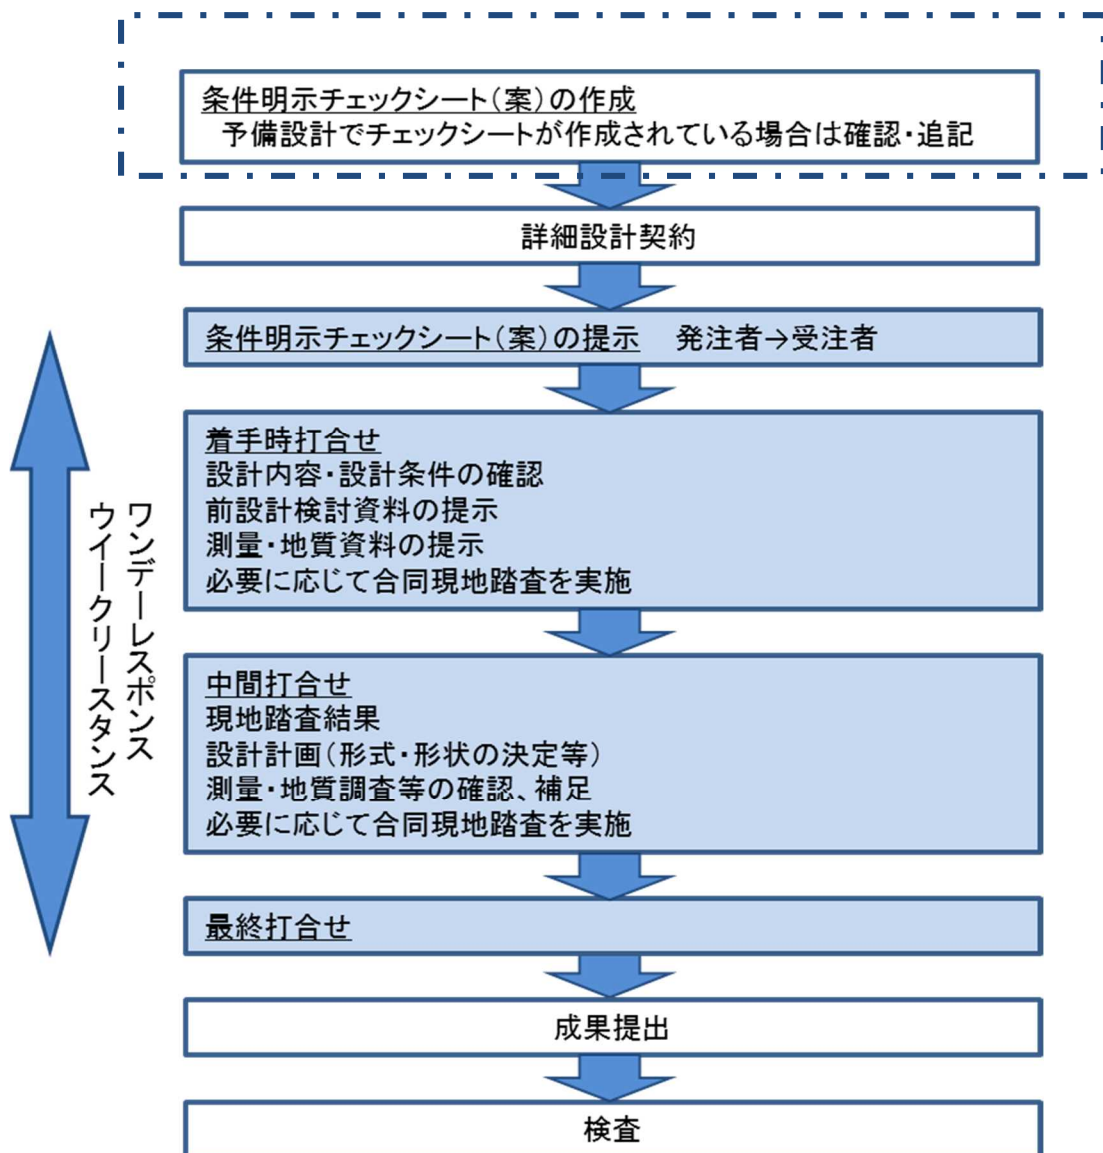 条件明示チェックシート(案)の作成
予備設計でチェックシートが作成されている場合は確認・追記
詳細設計契約
条件明示チェックシート(案)の提示　発注者→受注者
着手時打合せ
設計内容・設計条件の確認
前設計検討資料の提示
測量・地質資料の提示
必要に応じて合同現地踏査を実施
ワンデーレスポンス
ウイークリースタンス
中間打合せ
現地踏査結果
設計計画(形式・形状の決定等)
測量・地質調査等の確認、補足
必要に応じて合同現地踏査を実施
最終打合せ
成果提出
検査